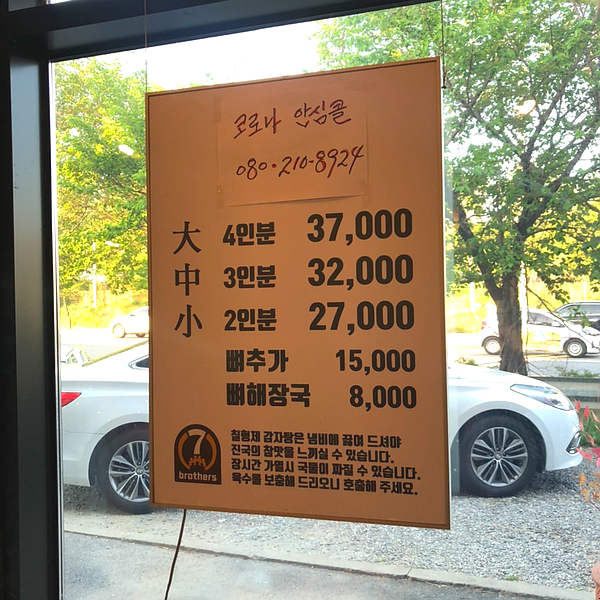 코로나 안심콜
080-210-8924
大 4인분 37,000
中 3인분 32,000
小 2인분 27,000
뼈추가 15,000
뼈해장국 8,000
7
brothers
칠형제 감자탕은 냄비에 끓여 드셔야
진국의 참맛을 느끼실 수 있습니다.
장시간 가열시 국물이 짜질 수 있습니다.
육수를 보충해 드리오니 호출해 주세요.